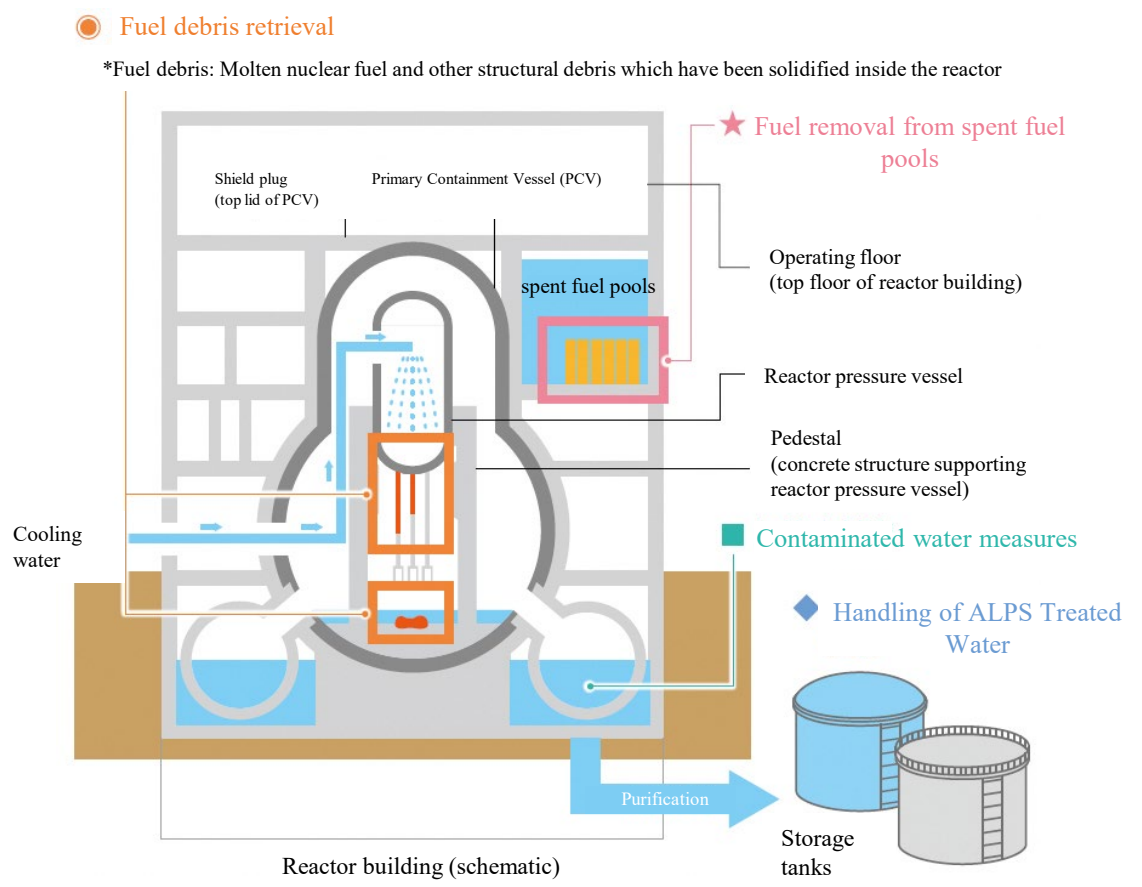 Fuel debris retrieval
*Fuel debris: Molten nuclear fuel and other structural debris which have been solidified inside the reactor
Fuel removal from spent fuel
pools
Shield plug
(top lid of PCV)
Primary Containment Vessel (PCV)
Operating floor
(top floor of reactor building)
spent fuel pools
Reactor pressure vessel
Pedestal
(concrete structure supporting
reactor pressure vessel)
Cooling
water
Contaminated water measures
Handling of ALPS Treated
Water
Purification
Storage
tanks
Reactor building (schematic)